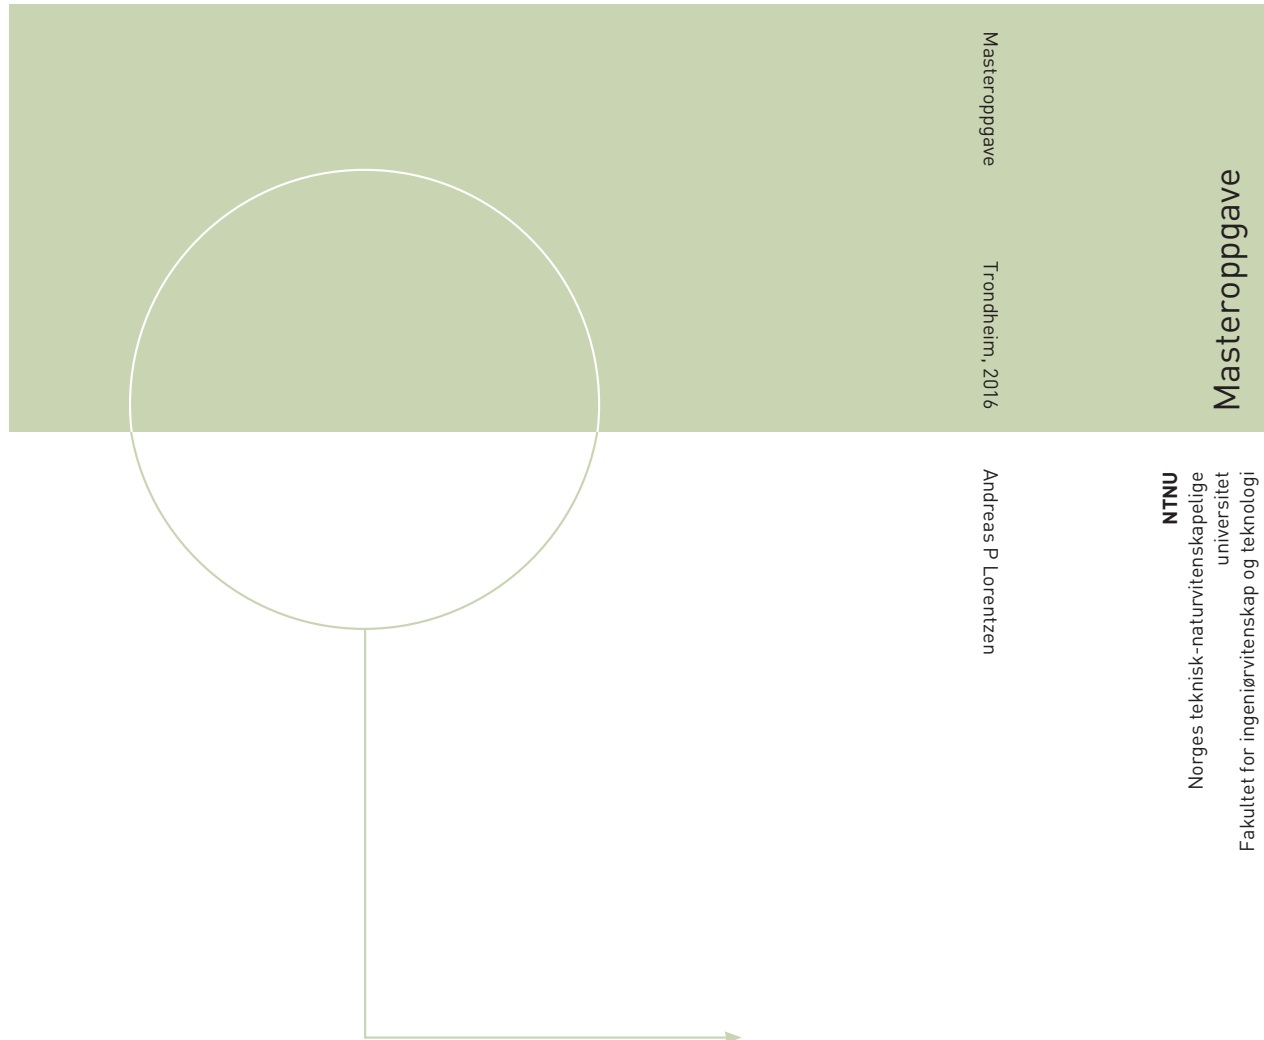 Masteroppgave
Trondheim, 2016
Andreas P Lorentzen
Masteroppgave
NTNU
Norges teknisk-naturvitenskapelige
universitet
Fakultet for ingeniørvitenskap og teknologi